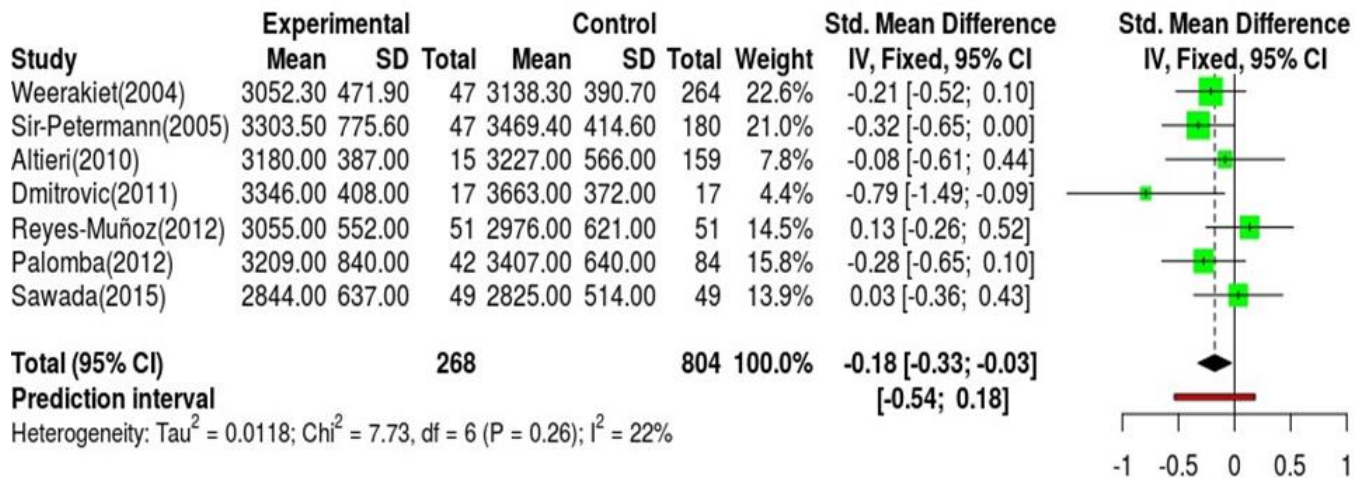 Experimental Control Std. Mean Difference Std. Mean Difference
Study Mean SD Total Mean SD Total Weight IV, Fixed, 95% CI IV, Fixed, 95% CI
Weerakiet(2004) 3052.30 471.90 47 3138.30 390.70 264 22.6% -0.21 [-0.52; 0.10]
Sir-Petermann(2005) 3303.50 775.60 47 3469.40 414.60 180 21.0% -0.32 [-0.65; 0.00]
Altieri(2010) 3180.00 387.00 15 3227.00 566.00 159 7.8% -0.08 [-0.61; 0.44]
Dmitrovic(2011) 3346.00 408.00 17 3663.00 372.00 17 4.4% -0.79 [-1.49; -0.09]
Reyes-Muñoz(2012) 3055.00 552.00 51 2976.00 621.00 51 14.5% 0.13 [-0.26; 0.52]
Palomba(2012) 3209.00 840.00 42 3407.00 640.00 84 15.8% -0.28 [-0.65; 0.10]
Sawada(2015) 2844.00 637.00 49 2825.00 514.00 49 13.9% 0.03 [-0.36; 0.43]
Total (95% CI) 268 804 100.0% -0.18 [-0.33; -0.03]
Prediction interval [-0.54; 0.18]
Heterogeneity: Tau² = 0.0118; Chi² = 7.73, df = 6 (P = 0.26); I² = 22%
-1 -0.5 0 0.5 1